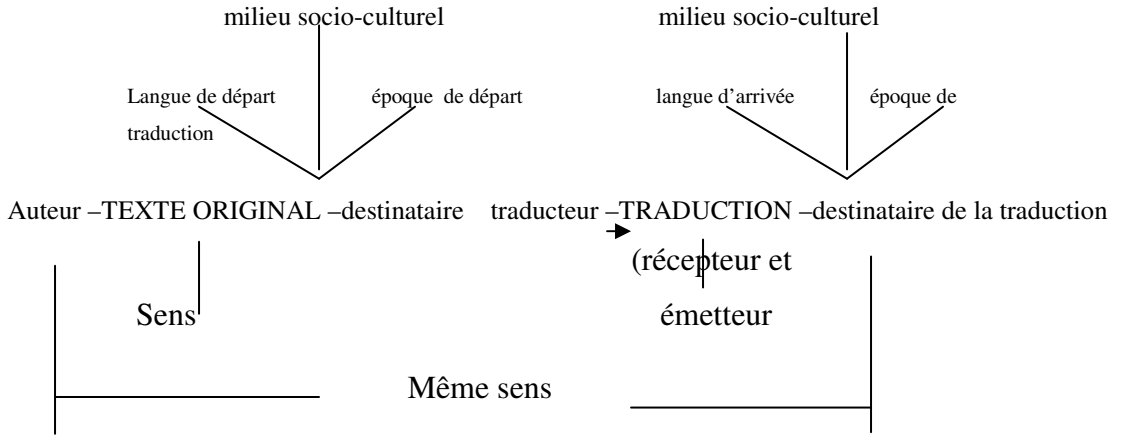 milieu socio-culturel milieu socio-culturel
Langue de départ époque de départ langue d’arrivée époque de
traduction
Auteur –TEXTE ORIGINAL –destinataire traducteur –TRADUCTION –destinataire de la traduction
(récepteur et
Sens émetteur
Même sens